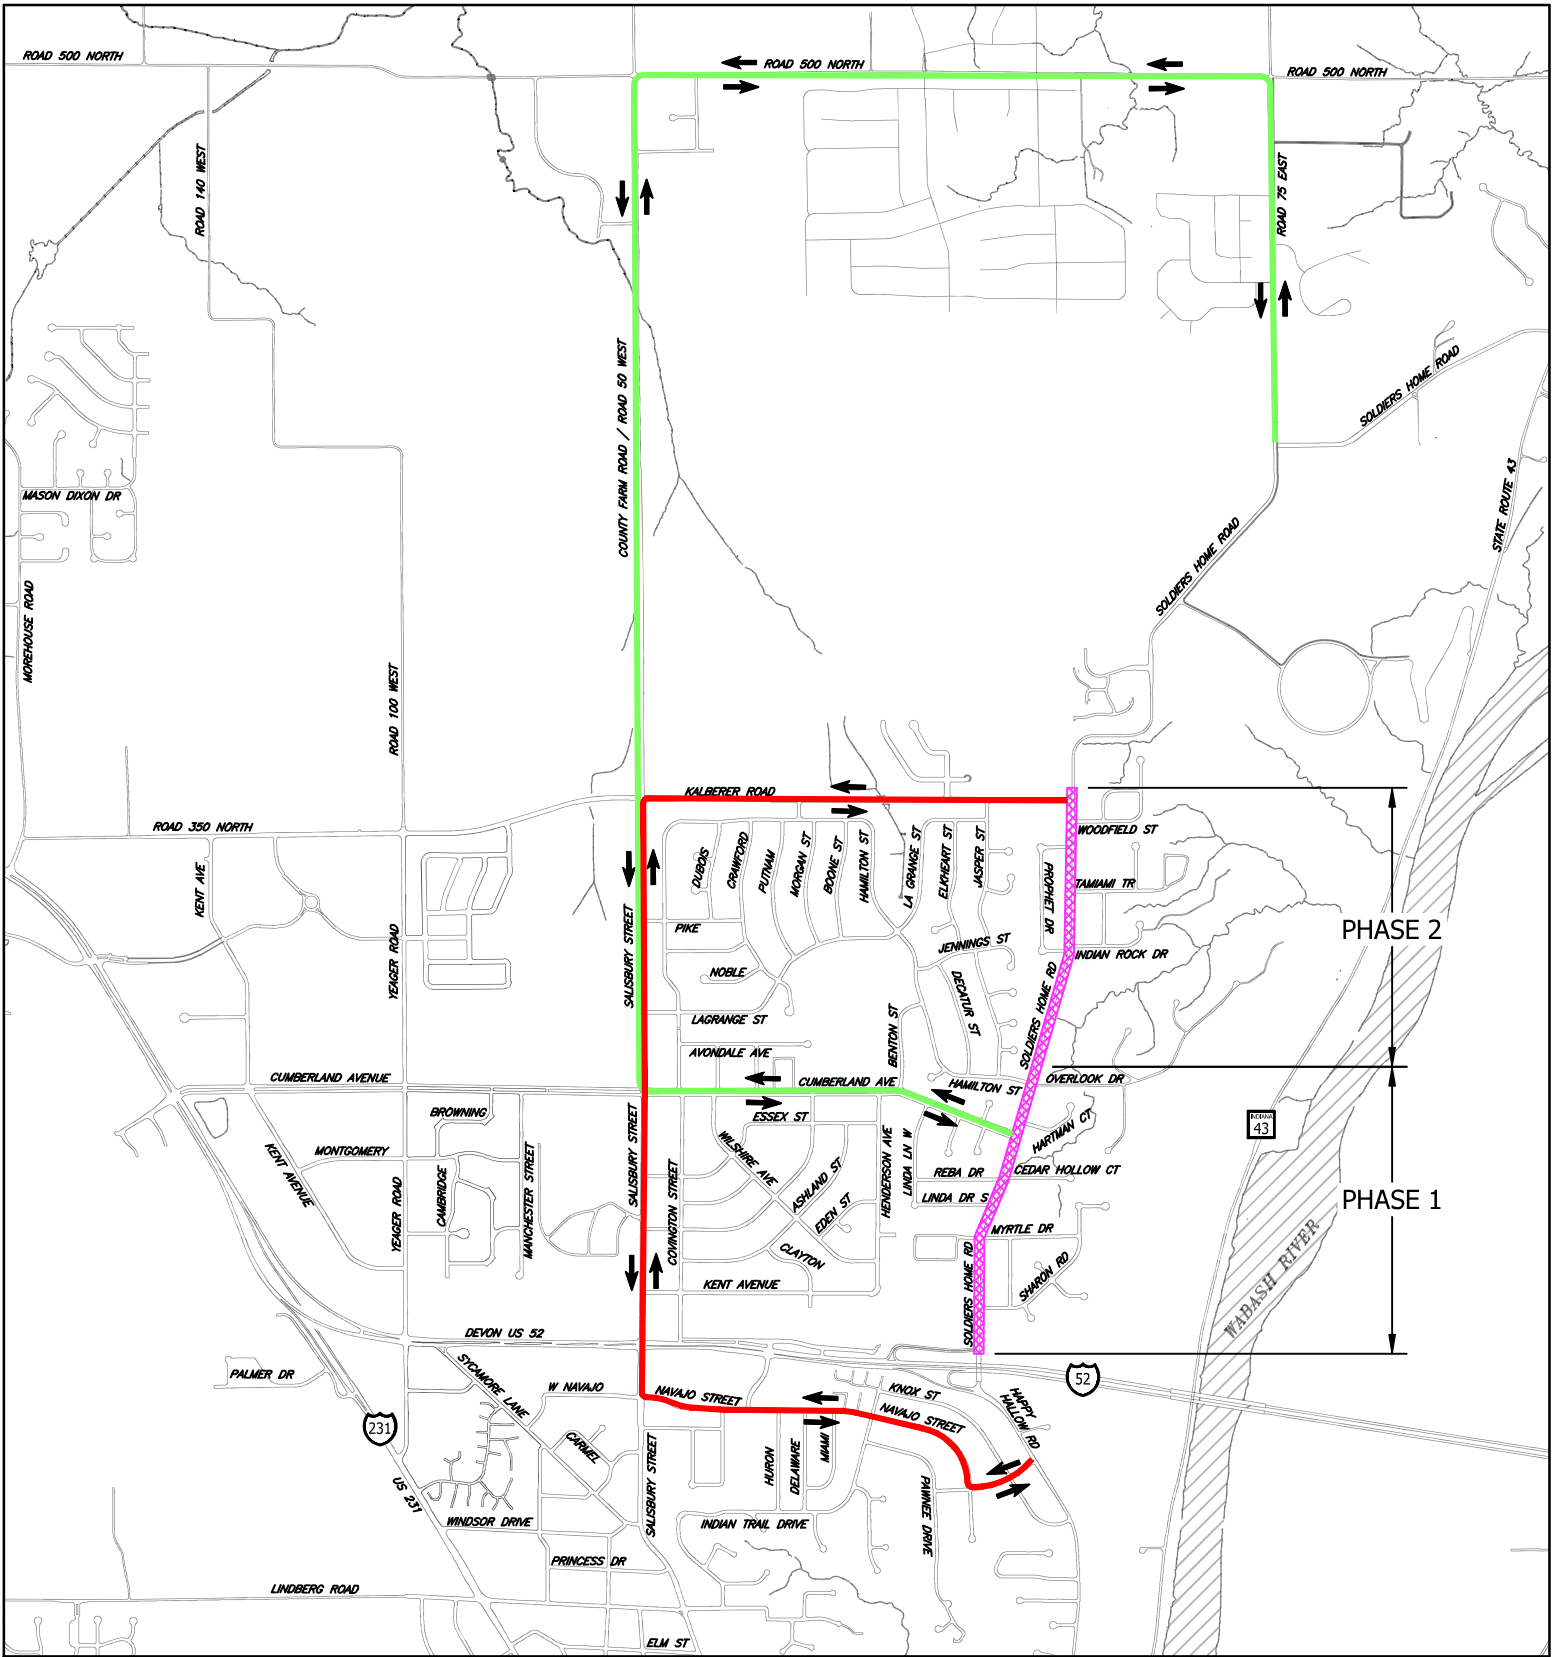 ROAD 500 NORTH
ROAD 500 NORTH
ROAD 500 NORTH
ROAD 140 WEST
ROAD 75 EAST
COUNTY FARM ROAD / ROAD 50 WEST
SOLDIERS HOME ROAD
STATE ROUTE 43
MASON DIXON DR
SOLDIERS HOME ROAD
MOREHOUSE ROAD
ROAD 100 WEST
KALBERER ROAD
ROAD 350 NORTH
WOODFIELD ST
KENT AVE
DUBOIS
CRAWFORD
PUTNAM
MORGAN ST
BOONE ST
HAMILTON ST
LA GRANGE ST
ELKHEART ST
JASPER ST
PROPHET DR
TAMIAMI TR
PHASE 2
YEAGER ROAD
SALISBURY STREET
PIKE
JENNINGS ST
INDIAN ROCK DR
NOBLE
DECATUR ST
SOLDIERS HOME RD
LAGRANGE ST
BENTON ST
AVONDALE AVE
CUMBERLAND AVENUE
CUMBERLAND AVE
HAMILTON ST
OVERLOOK DR
BROWNING
ESSEX ST
INDIANA
43
HARTMAN CT
MONTGOMERY
KENT AVENUE
CAMBRIDGE
MANCHESTER STREET
SALISBURY STREET
WILSHIRE AVE
ASHLAND ST
HENDERSON AVE
LINDA LN W
REBA DR
CEDAR HOLLOW CT
LINDA DR S
PHASE 1
YEAGER ROAD
COVINGTON STREET
EDEN ST
MYRTLE DR
CLAYTON
SHARON RD
KENT AVENUE
SOLDIERS HOME RD
WABASH RIVER
DEVON US 52
PALMER DR
SYCAMORE LANE
W NAVAJO
NAVAJO STREET
KNOX ST
NAVAJO STREET
HAPPY
HALLOW RD
52
231
CARMEL
SALISBURY STREET
HURON
DELAWARE
MIAMI
PAWNEE DRIVE
US 231
WINDSOR DRIVE
INDIAN TRAIL DRIVE
PRINCESS DR
LINDBERG ROAD
ELM ST